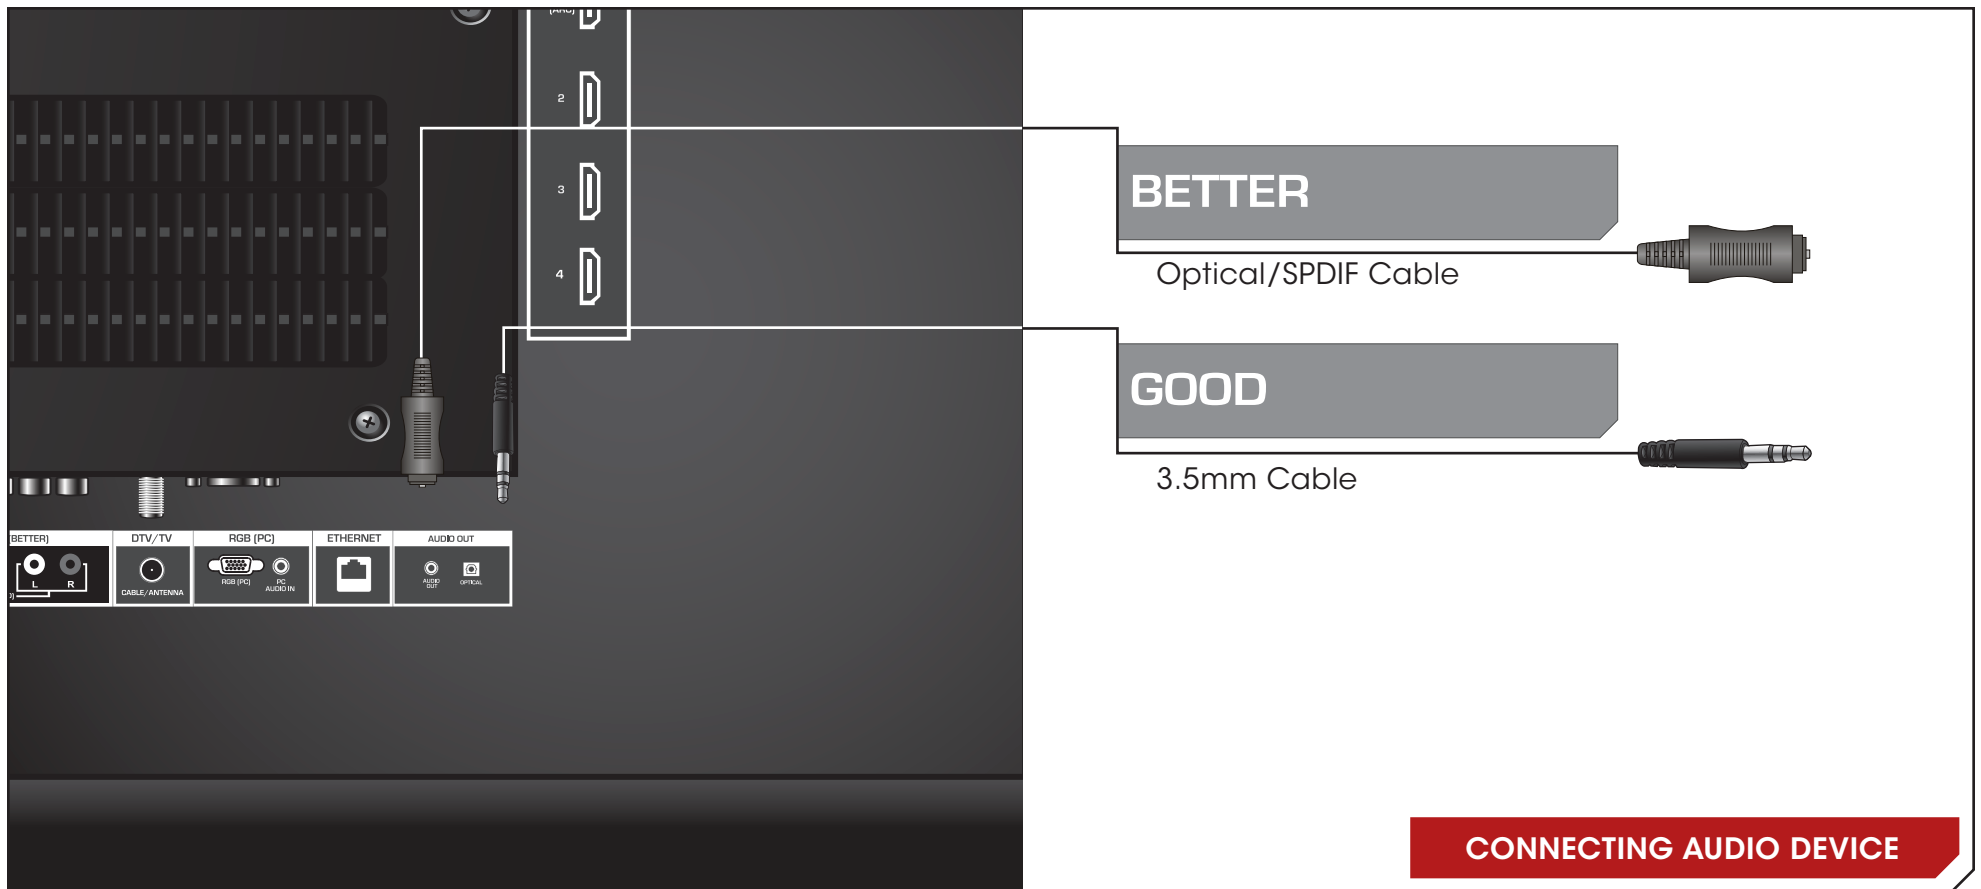 (ARC)
2
3
4
BETTER
Optical/SPDIF Cable
GOOD
3.5mm Cable
BETTER)
DTV/TV
RGB (PC)
ETHERNET
AUDIO OUT
L
R
CABLE/ANTENNA
RGB (PC)
PC
AUDIO IN
AUDIO
OUT
OPTICAL
CONNECTING AUDIO DEVICE